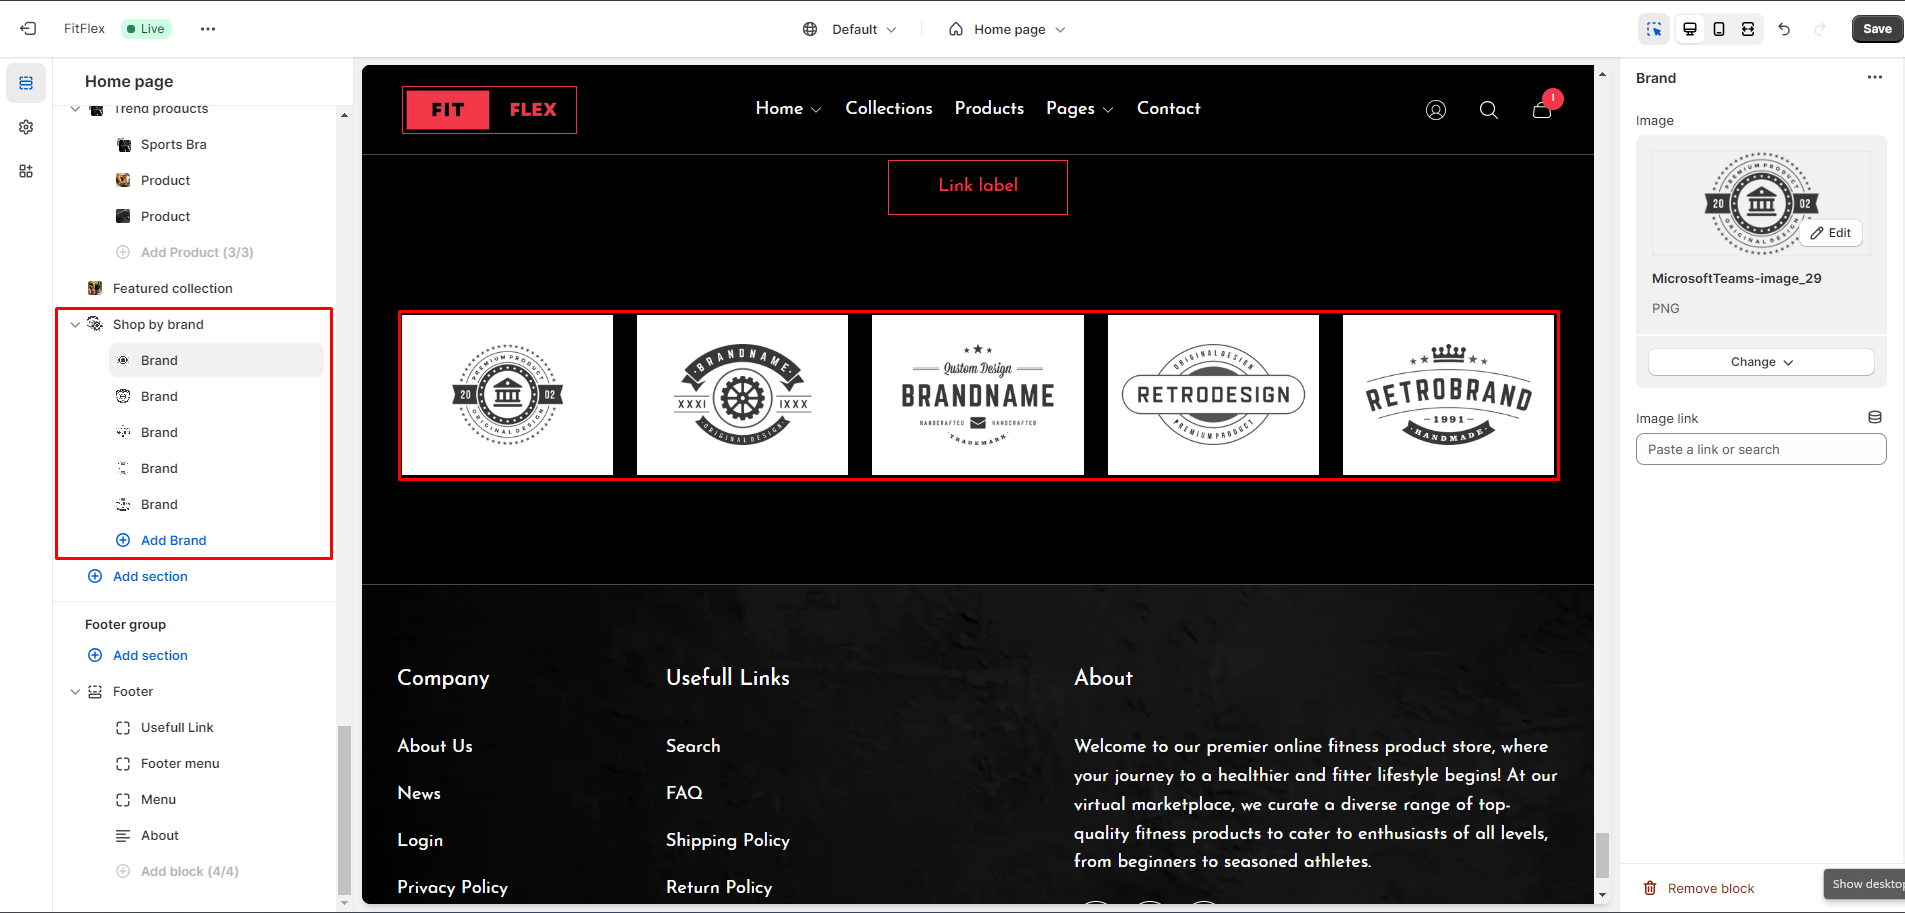 FitFlex
Live
Default
Home page
Save
Home page
Trend products
Sports Bra
Product
Product
Add Product (3/3)
Featured collection
Shop by brand
Brand
Brand
Brand
Brand
Brand
Add Brand
Add section
Footer group
Add section
Footer
Usefull Link
Footer menu
Menu
About
Add block (4/4)
FIT FLEX
Home
Collections
Products
Pages
Contact
1
Link label
PREMIUM PRODUCT
20 02
ORIGINAL DESIGN
BRANDNAME
XXXI IXXX
ORIGINAL DESIGN
Qustom Design
BRANDNAME
HANDCRAFTED HANDCRAFTED
TRADEMARK
ORIGINAL DESIGN
RETRODESIGN
PREMIUM PRODUCT
RETROBRAND
-1991-
HANDMADE
Company
About Us
News
Login
Privacy Policy
Usefull Links
Search
FAQ
Shipping Policy
Return Policy
About
Welcome to our premier online fitness product store, where
your journey to a healthier and fitter lifestyle begins! At our
virtual marketplace, we curate a diverse range of top-
quality fitness products to cater to enthusiasts of all levels,
from beginners to seasoned athletes.
Brand
Image
PREMIUM PRODUCT
20 02
ORIGINAL DESIGN
Edit
MicrosoftTeams-image_29
PNG
Change
Image link
Paste a link or search
Remove block
Show desktop